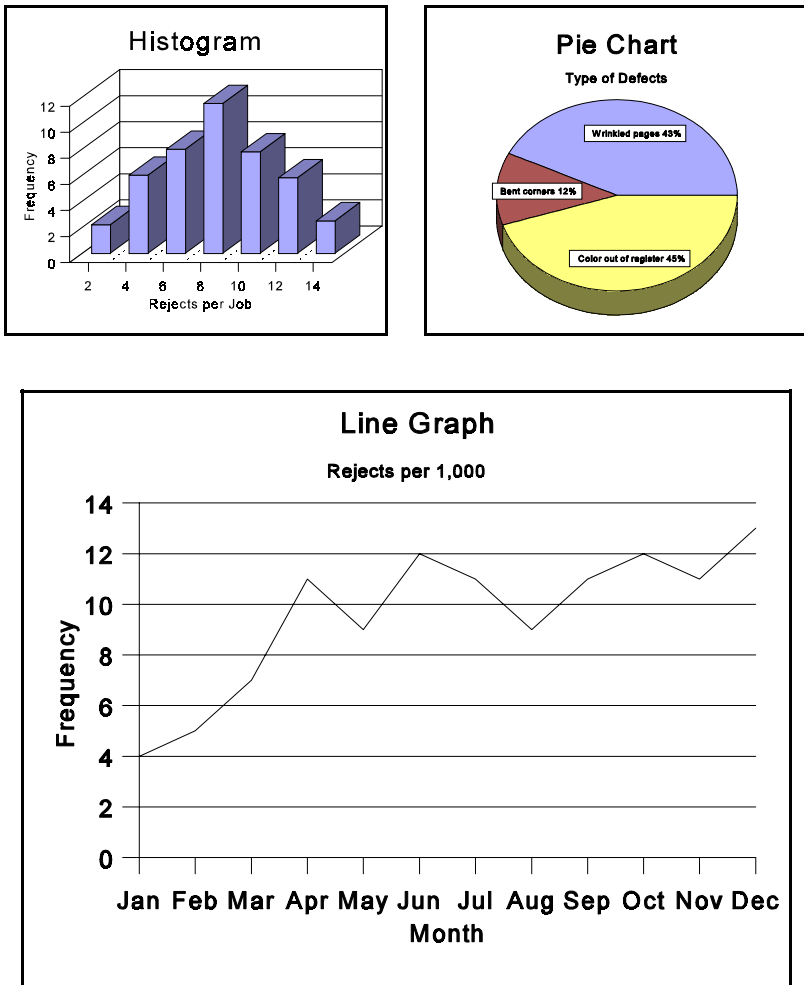 Histogram
12
10
8
6
4
2
0
Frequency
2 4 6 8 10 12 14
Rejects per Job
Pie Chart
Type of Defects
Wrinkled pages 43%
Bent corners 12%
Color out of register 45%
Line Graph
Rejects per 1,000
14
12
10
8
6
4
2
0
Frequency
Jan Feb Mar Apr May Jun Jul Aug Sep Oct Nov Dec
Month